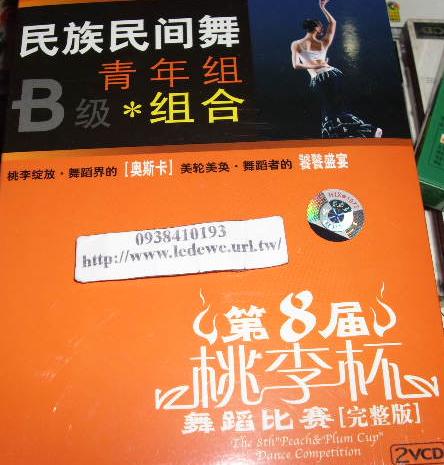 民族民间舞
青年组
B级*组合
桃李绽放·舞蹈界的[奥斯卡]美轮美奂·舞蹈者的 饕餮盛宴
0938410193
http://www.ledewe.url.tw/
第8届
桃李杯
舞蹈比赛[完整版]
The 8th "Peach&Plum Cup"
Dance Competition
2VCD